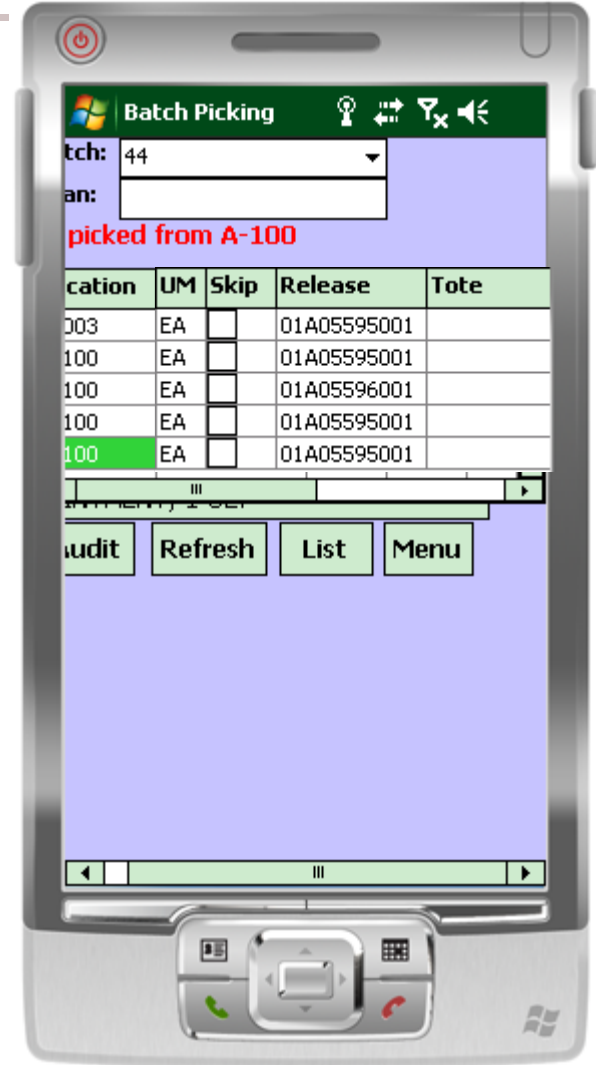 Batch Picking
tch: 44
an:
picked from A-100
cation UM Skip Release Tote
003 EA 01A05595001
100 EA 01A05595001
100 EA 01A05596001
100 EA 01A05595001
100 EA 01A05595001
Audit Refresh List Menu